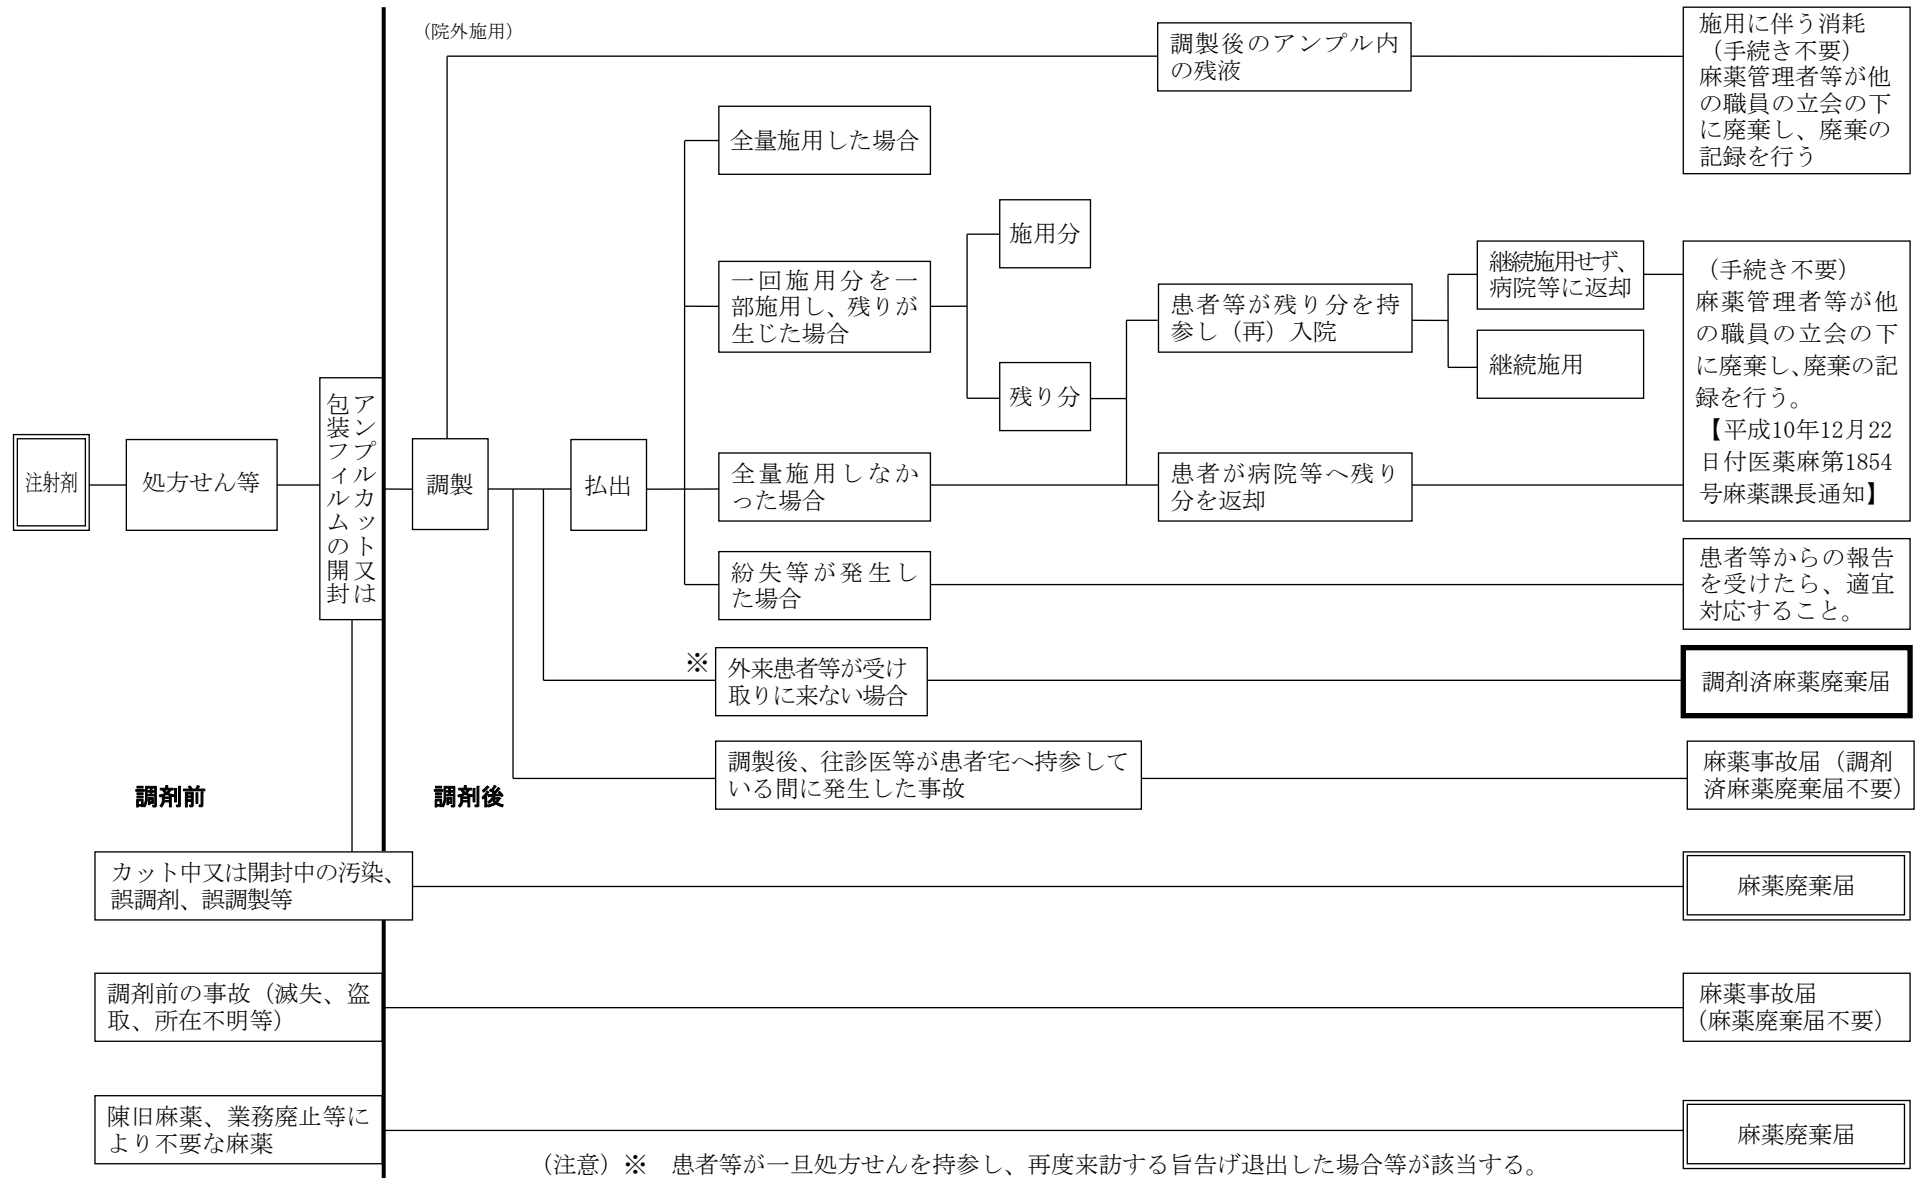 (院外施用)
調製後のアンプル内
の残液
施用に伴う消耗
(手続き不要)
麻薬管理者等が他
の職員の立会の下
に廃棄し、廃棄の
記録を行う
全量施用した場合
一回施用分を一
部施用し、残りが
生じた場合
施用分
残り分
患者等が残り分を持
参し(再)入院
継続施用せず、
病院等に返却
継続施用
(手続き不要)
麻薬管理者等が他
の職員の立会の下
に廃棄し、廃棄の記
録を行う。
【平成10年12月22
日付医薬麻第1854
号麻薬課長通知】
注射剤
処方せん等
アンプルカット又は
包装フィルムの開封
調製
払出
全量施用しなか
った場合
患者が病院等へ残り
分を返却
紛失等が発生し
た場合
患者等からの報告
を受けたら、適宜
対応すること。
※
外来患者等が受け
取りに来ない場合
調剤済麻薬廃棄届
調製後、往診医等が患者宅へ持参して
いる間に発生した事故
麻薬事故届(調剤
済麻薬廃棄届不要)
調剤前
調剤後
カット中又は開封中の汚染、
誤調剤、誤調製等
麻薬廃棄届
調剤前の事故(滅失、盗
取、所在不明等)
麻薬事故届
(麻薬廃棄届不要)
陳旧麻薬、業務廃止等に
より不要な麻薬
麻薬廃棄届
(注意)※ 患者等が一旦処方せんを持参し、再度来訪する旨告げ退出した場合等が該当する。